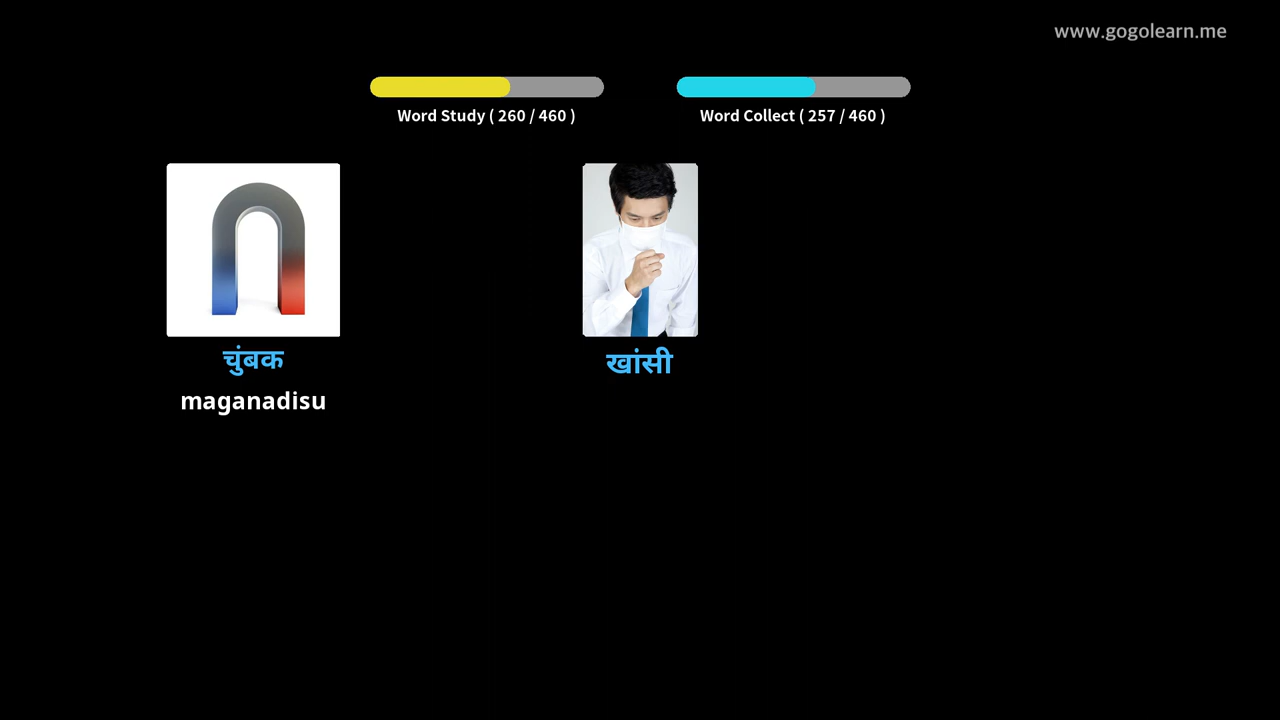 www.gogolearn.me
Word Study ( 260 / 460 )
Word Collect ( 257 / 460 )
चुंबक
maganadisu
खांसी